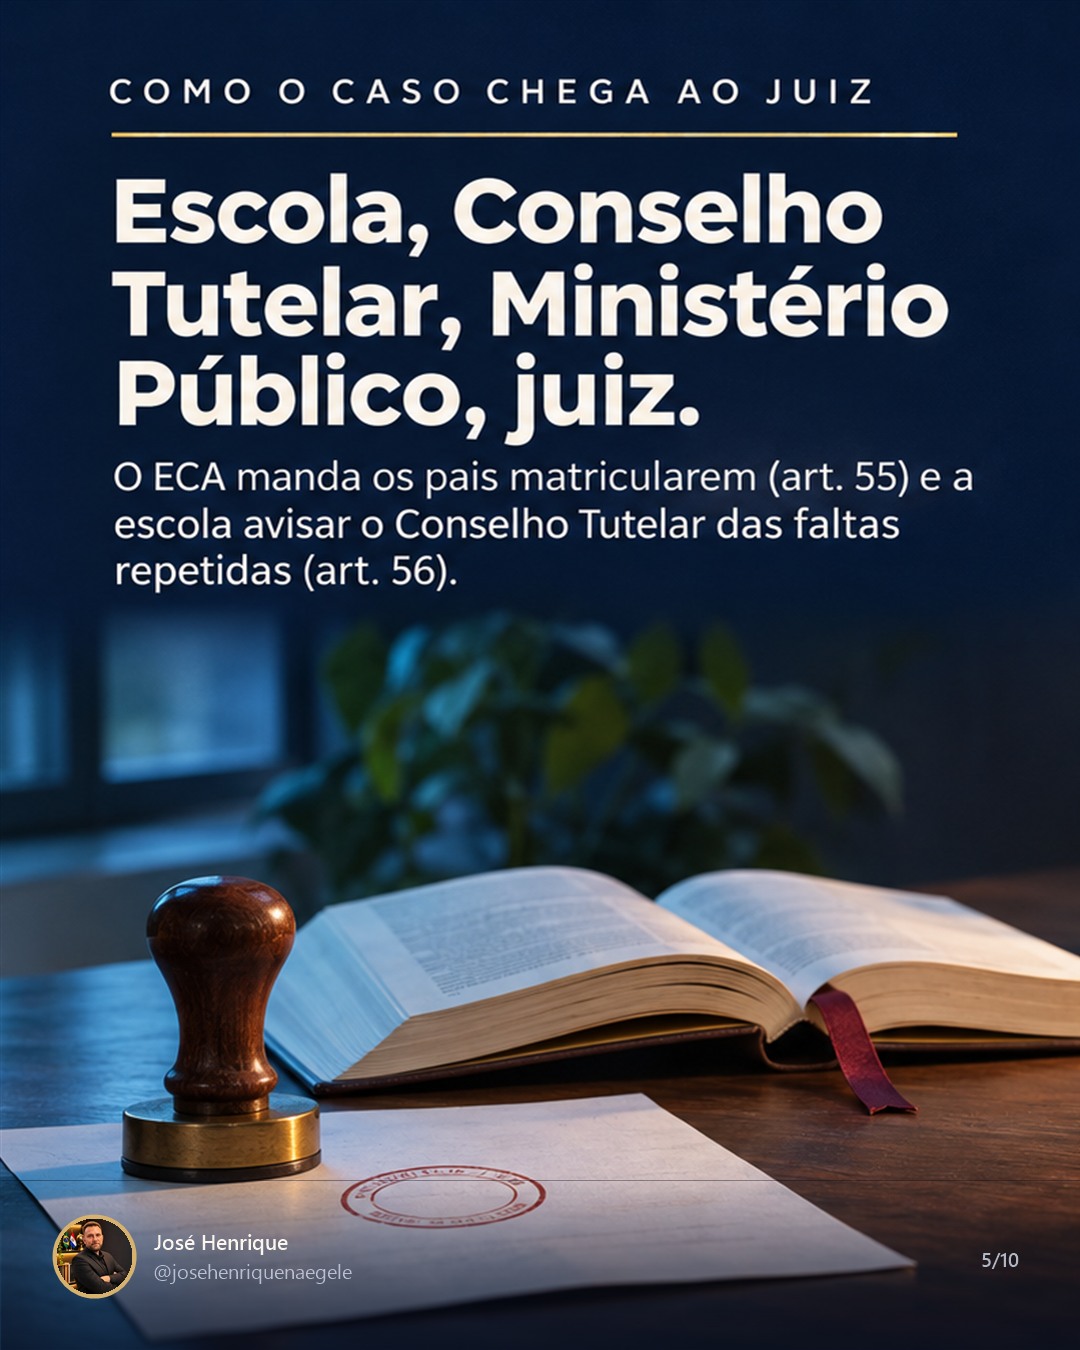 COMO O CASO CHEGA AO JUIZ
Escola, Conselho
Tutelar, Ministério
Público, juiz.
O ECA manda os pais matricularem (art. 55) e a
escola avisar o Conselho Tutelar das faltas
repetidas (art. 56).
José Henrique
@josehenriquenaegele
5/10